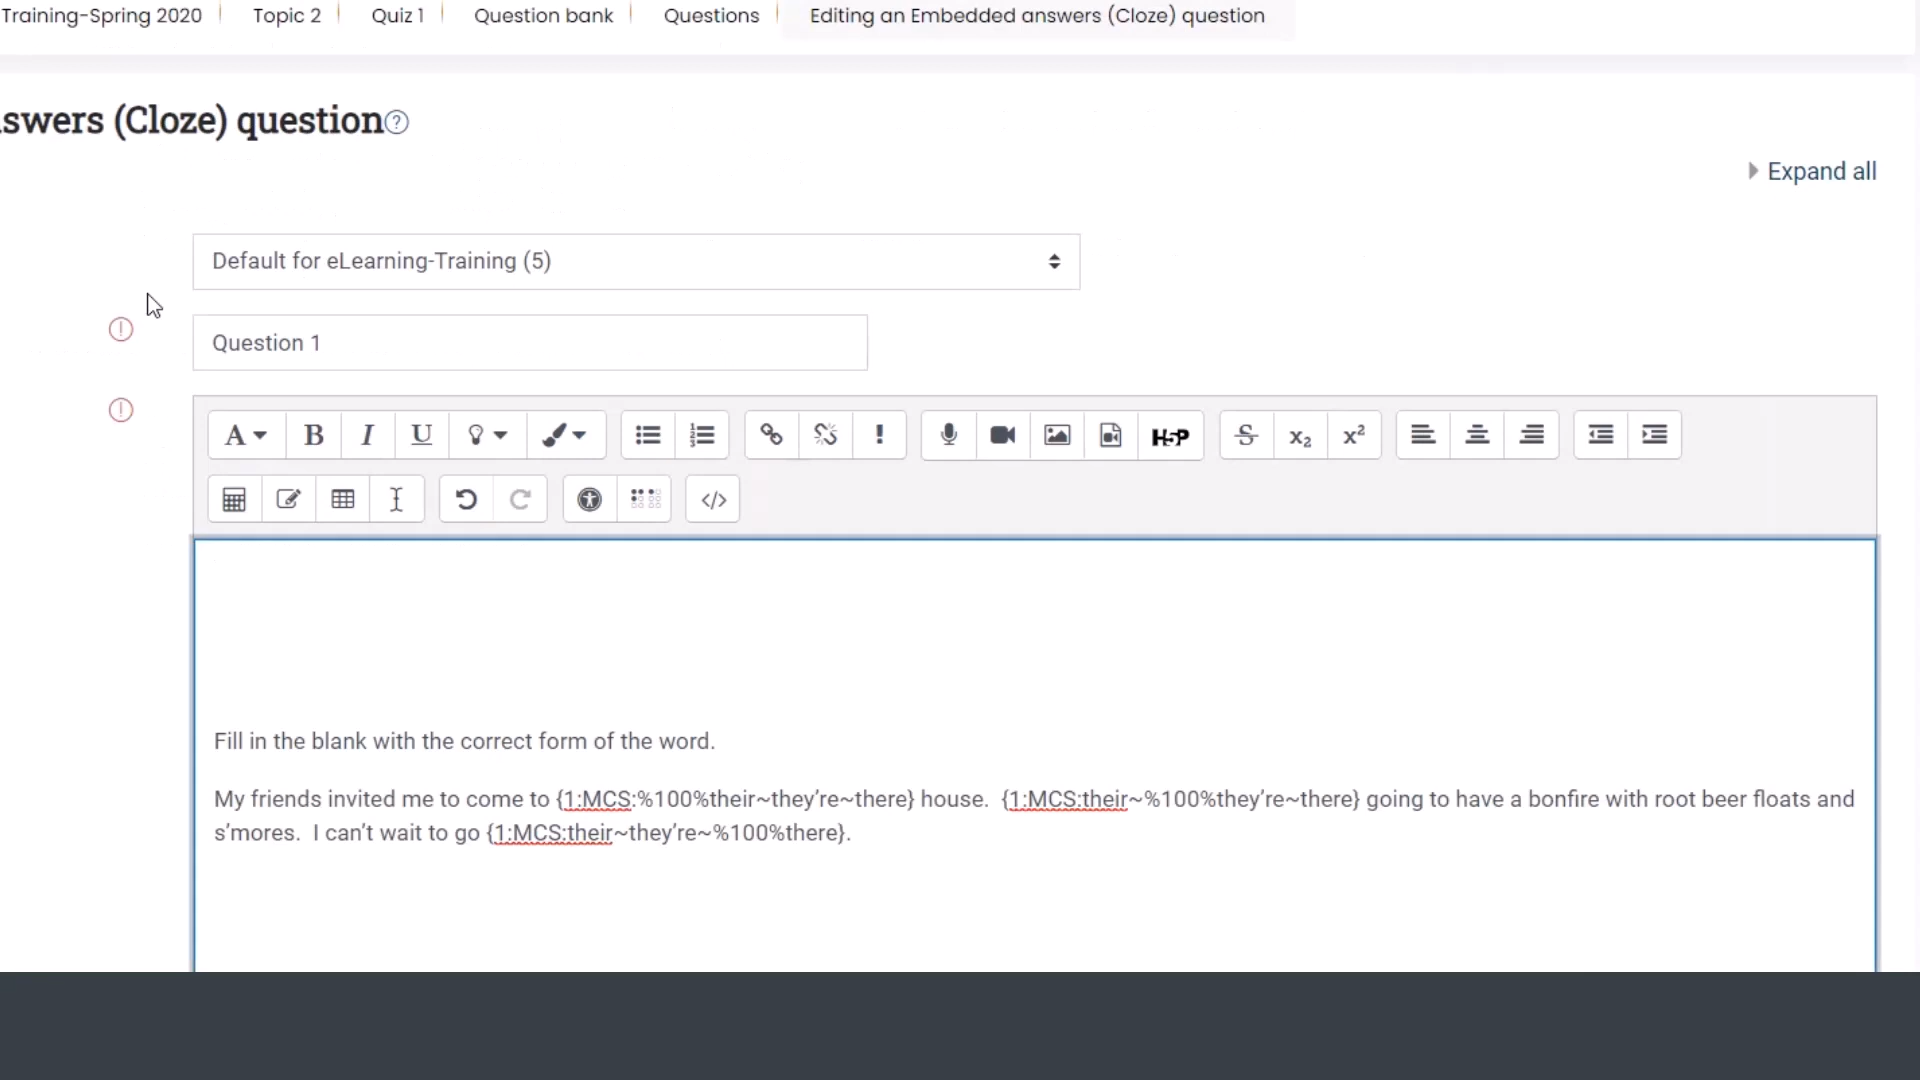 Training-Spring 2020 Topic 2 Quiz 1 Question bank Questions Editing an Embedded answers (Cloze) question
swers (Cloze) question
Expand all
Default for eLearning-Training (5)
Question 1
A B I U H-P S x₂ x²
Fill in the blank with the correct form of the word.
My friends invited me to come to {1:MCS:%100%their~they’re~there} house.  {1:MCS:their~%100%they’re~there} going to have a bonfire with root beer floats and
s’mores.  I can’t wait to go {1:MCS:their~they’re~%100%there}.